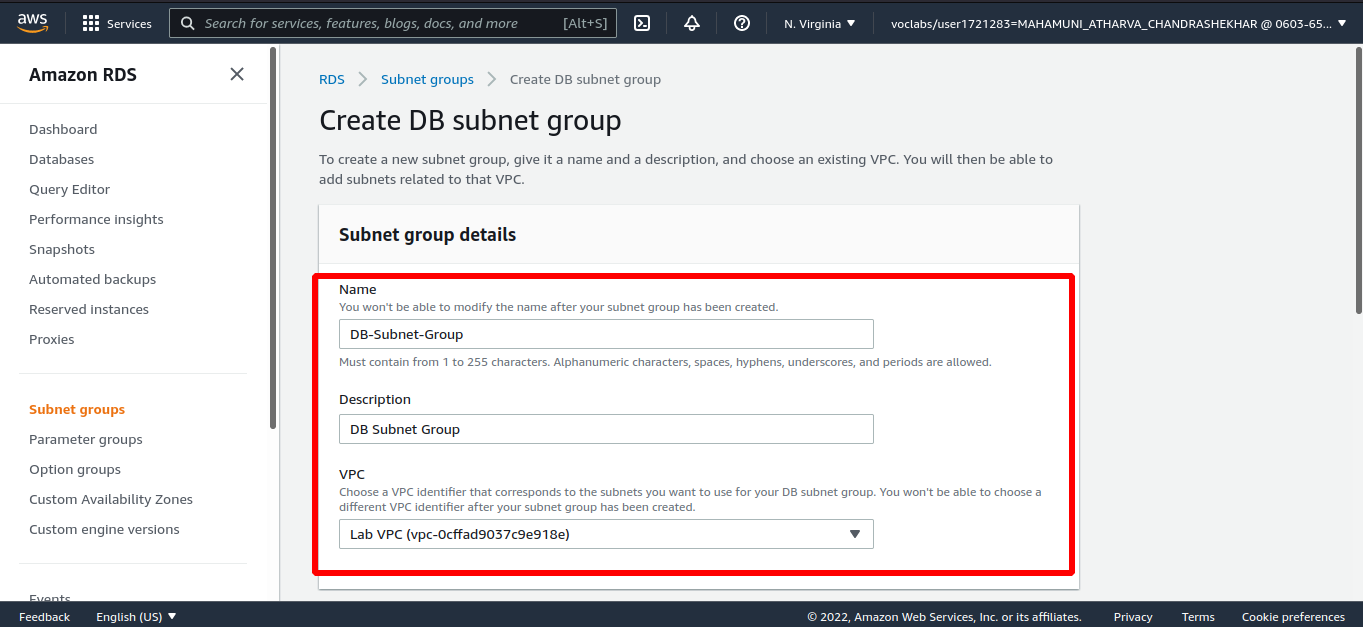 aws
Services
Search for services, features, blogs, docs, and more
[Alt+S]
N. Virginia
voclabs/user1721283=MAHAMUNI_ATHARVA_CHANDRASHEKHAR @ 0603-65...
Amazon RDS
Dashboard
Databases
Query Editor
Performance insights
Snapshots
Automated backups
Reserved instances
Proxies
Subnet groups
Parameter groups
Option groups
Custom Availability Zones
Custom engine versions
Events
RDS
Subnet groups
Create DB subnet group
Create DB subnet group
To create a new subnet group, give it a name and a description, and choose an existing VPC. You will then be able to
add subnets related to that VPC.
Subnet group details
Name
You won't be able to modify the name after your subnet group has been created.
DB-Subnet-Group
Must contain from 1 to 255 characters. Alphanumeric characters, spaces, hyphens, underscores, and periods are allowed.
Description
DB Subnet Group
VPC
Choose a VPC identifier that corresponds to the subnets you want to use for your DB subnet group. You won't be able to choose a
different VPC identifier after your subnet group has been created.
Lab VPC (vpc-0cffad9037c9e918e)
Feedback
English (US)
© 2022, Amazon Web Services, Inc. or its affiliates.
Privacy
Terms
Cookie preferences